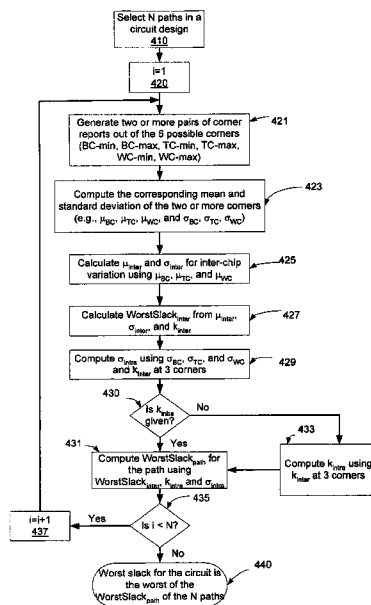 Select N paths in a
circuit design
410
i=1
420
Generate two or more pairs of corner
reports out of the 6 possible corners
(BC-min, BC-max, TC-min, TC-max,
WC-min, WC-max)
421
Compute the corresponding mean and
standard deviation of the two or more corners
(e.g., μBC, μTC, μWC, and σBC, σTC, σWC)
423
Calculate μinter and σinter for inter-chip
variation using μBC, μTC, and μWC
425
Calculate WorstSlackinter from μinter,
σinter, and kinter
427
Compute σintra using σBC, σTC, and σWC
and kinter at 3 corners
429
430
Is kintra
given?
No
Yes
431
Compute WorstSlackpath for
the path using
WorstSlackinter, kintra and σintra
433
Compute kintra using
kinter at 3 corners
435
Is i < N?
Yes
i=i+1
437
No
Worst slack for the circuit is
the worst of the
WorstSlackpath of the N paths
440